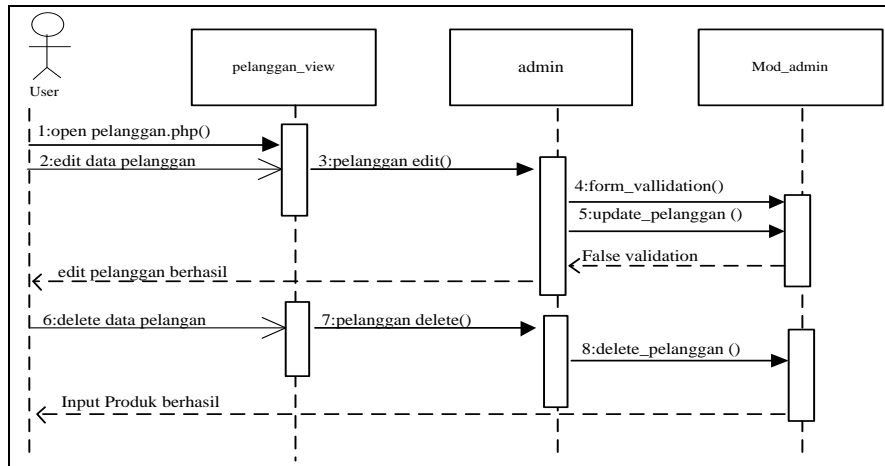 User
pelanggan_view
admin
Mod_admin
1:open pelanggan.php()
2:edit data pelanggan
3:pelanggan edit()
4:form_vallidation()
5:update_pelanggan ()
False validation
edit pelanggan berhasil
6:delete data pelangan
7:pelanggan delete()
8:delete_pelanggan ()
Input Produk berhasil